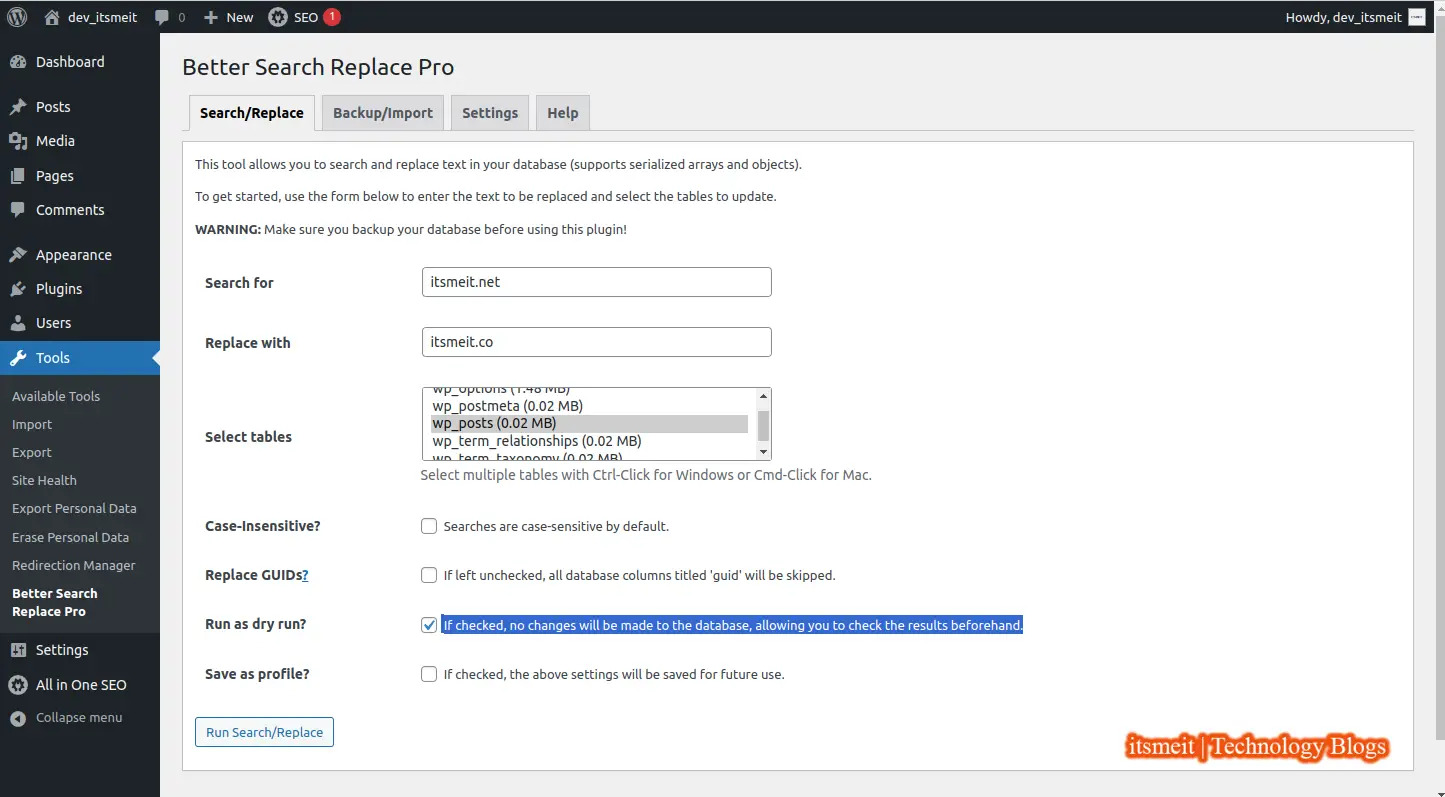 dev_itsmeit 0 New SEO 1 Howdy, dev_itsmeit
Dashboard
Posts
Media
Pages
Comments
Appearance
Plugins
Users
Tools
Available Tools
Import
Export
Site Health
Export Personal Data
Erase Personal Data
Redirection Manager
Better Search
Replace Pro
Settings
All in One SEO
Collapse menu
Better Search Replace Pro
Search/Replace Backup/Import Settings Help
This tool allows you to search and replace text in your database (supports serialized arrays and objects).
To get started, use the form below to enter the text to be replaced and select the tables to update.
WARNING: Make sure you backup your database before using this plugin!
Search for itsmeit.net
Replace with itsmeit.co
wp_options (1.48 MB)
wp_postmeta (0.02 MB)
wp_posts (0.02 MB)
Select tables
wp_term_relationships (0.02 MB)
wp_term_taxonomy (0.02 MB)
Select multiple tables with Ctrl-Click for Windows or Cmd-Click for Mac.
Case-Insensitive? Searches are case-sensitive by default.
Replace GUIDs? If left unchecked, all database columns titled 'guid' will be skipped.
Run as dry run? If checked, no changes will be made to the database, allowing you to check the results beforehand.
Save as profile? If checked, the above settings will be saved for future use.
Run Search/Replace
itsmeit | Technology Blogs